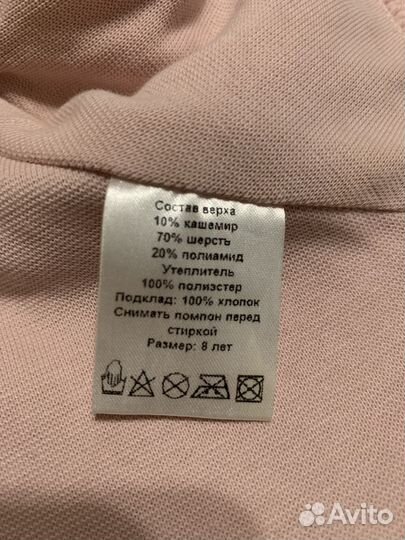 Состав верха
10% кашемир
70% шерсть
20% полиамид
Утеплитель
100% полиэстер
Подклад: 100% хлопок
Снимать помпон перед
стиркой
Размер: 8 лет
Avito